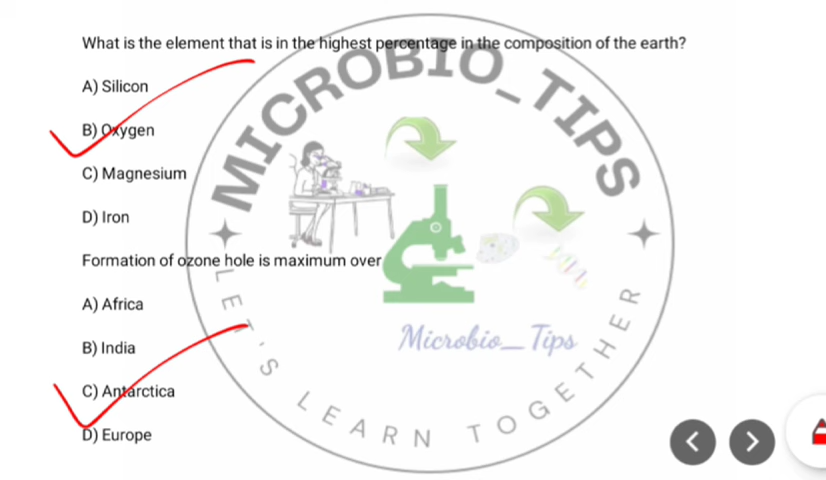 What is the element that is in the highest percentage in the composition of the earth?
A) Silicon
B) Oxygen
C) Magnesium
D) Iron
Formation of ozone hole is maximum over
A) Africa
B) India
C) Antarctica
D) Europe
MICROBIO_TIPS
Microbio_Tips
LET'S LEARN TOGETHER